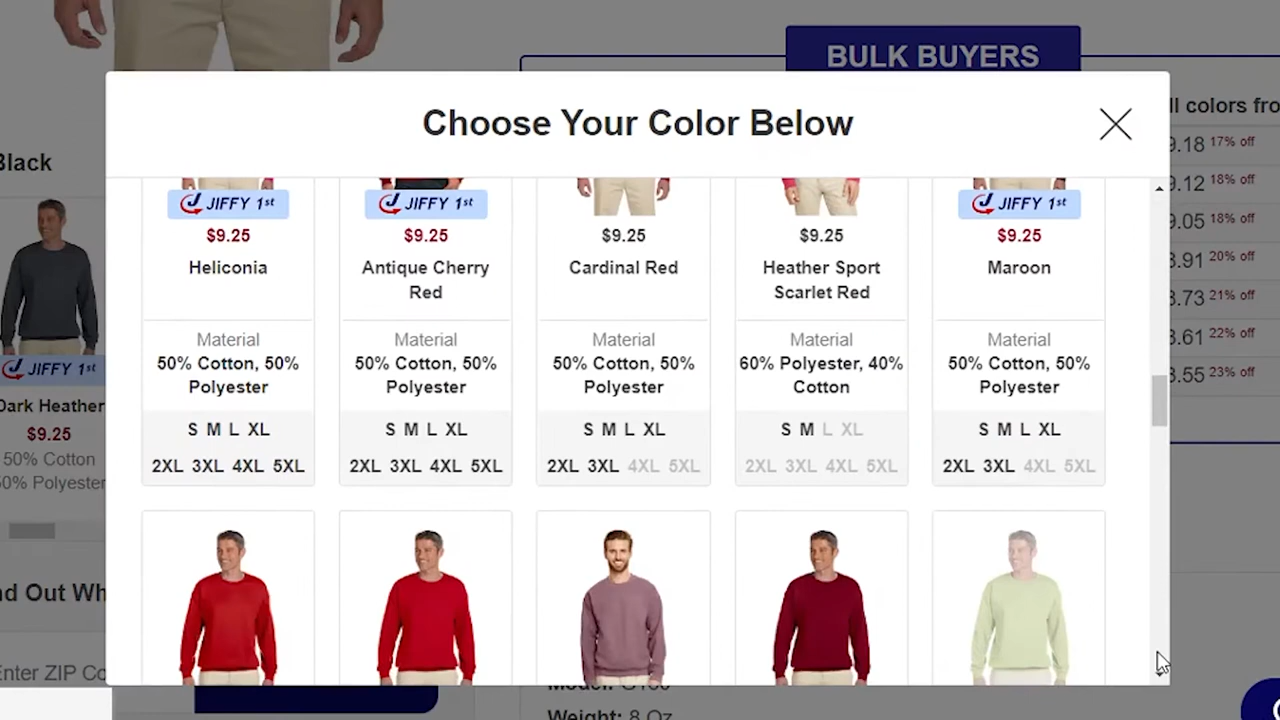 BULK BUYERS
Choose Your Color Below
ll colors fro
9.18 17% off
9.12 18% off
9.05 18% off
8.91 20% off
8.73 21% off
8.61 22% off
8.55 23% off
Black
JIFFY 1st
Dark Heather
$9.25
50% Cotton
50% Polyester
nd Out Wh
Enter ZIP Co
JIFFY 1st
$9.25
Heliconia
Material
50% Cotton, 50%
Polyester
S M L XL
2XL 3XL 4XL 5XL
JIFFY 1st
$9.25
Antique Cherry
Red
Material
50% Cotton, 50%
Polyester
S M L XL
2XL 3XL 4XL 5XL
$9.25
Cardinal Red
Material
50% Cotton, 50%
Polyester
S M L XL
2XL 3XL 4XL 5XL
$9.25
Heather Sport
Scarlet Red
Material
60% Polyester, 40%
Cotton
S M L XL
2XL 3XL 4XL 5XL
JIFFY 1st
$9.25
Maroon
Material
50% Cotton, 50%
Polyester
S M L XL
2XL 3XL 4XL 5XL
Weight: 8 Oz